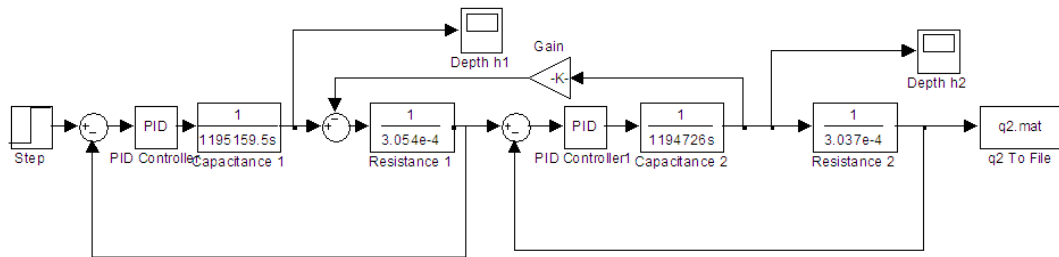 Depth h1
Gain
-K-
Depth h2
Step
+
−
PID
PID Controller
1
1195159.5s
Capacitance 1
−
+
1
3.054e-4
Resistance 1
+
−
PID
PID Controller1
1
1194726s
Capacitance 2
1
3.037e-4
Resistance 2
q2.mat
q2 To File